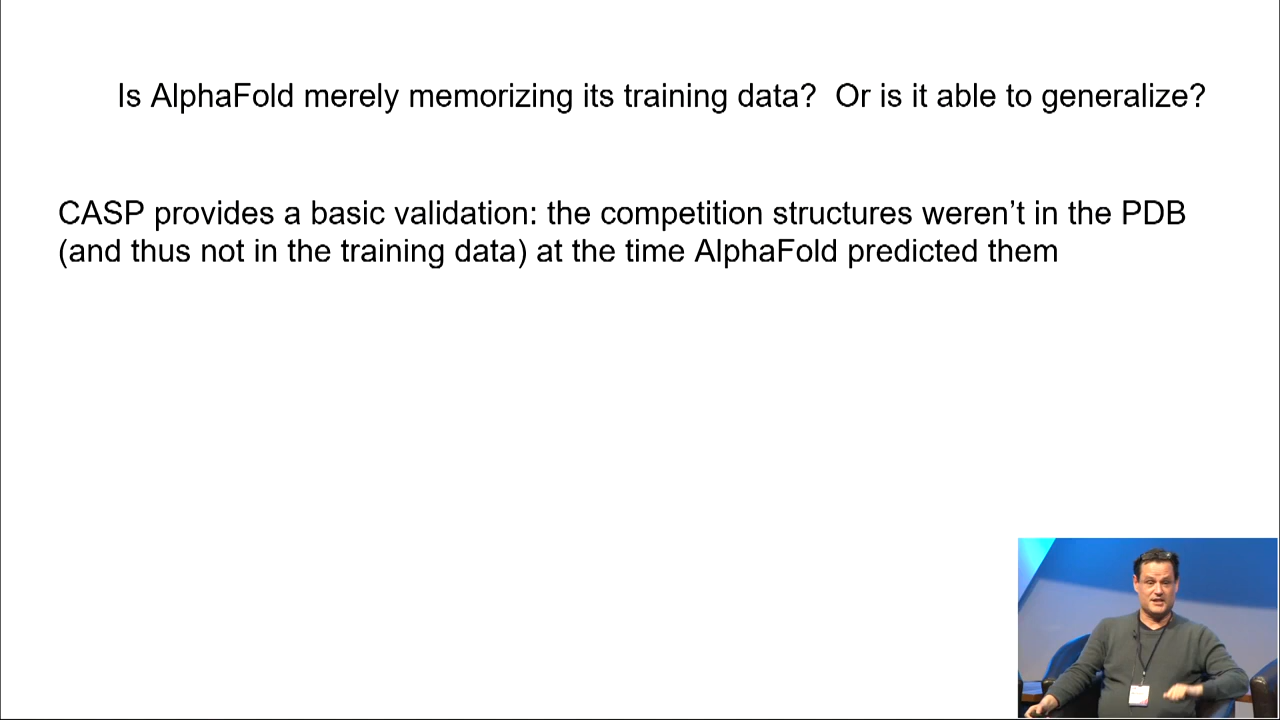 Is AlphaFold merely memorizing its training data?  Or is it able to generalize?
CASP provides a basic validation: the competition structures weren’t in the PDB
(and thus not in the training data) at the time AlphaFold predicted them